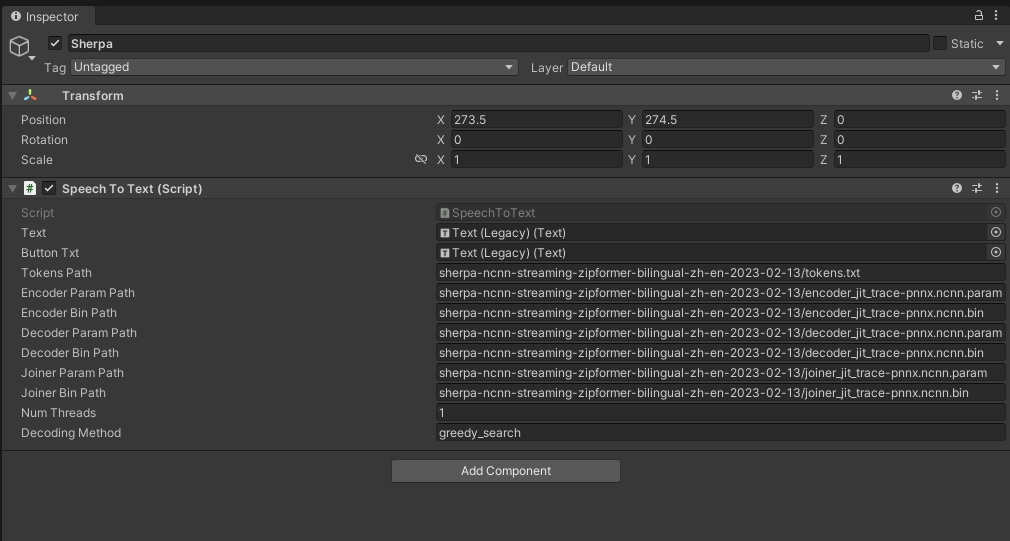 Inspector
Sherpa Static
Tag Untagged Layer Default
Transform
Position X 273.5 Y 274.5 Z 0
Rotation X 0 Y 0 Z 0
Scale X 1 Y 1 Z 1
# Speech To Text (Script)
Script # SpeechToText
Text T Text (Legacy) (Text)
Button Txt T Text (Legacy) (Text)
Tokens Path sherpa-ncnn-streaming-zipformer-bilingual-zh-en-2023-02-13/tokens.txt
Encoder Param Path sherpa-ncnn-streaming-zipformer-bilingual-zh-en-2023-02-13/encoder_jit_trace-pnnx.ncnn.param
Encoder Bin Path sherpa-ncnn-streaming-zipformer-bilingual-zh-en-2023-02-13/encoder_jit_trace-pnnx.ncnn.bin
Decoder Param Path sherpa-ncnn-streaming-zipformer-bilingual-zh-en-2023-02-13/decoder_jit_trace-pnnx.ncnn.param
Decoder Bin Path sherpa-ncnn-streaming-zipformer-bilingual-zh-en-2023-02-13/decoder_jit_trace-pnnx.ncnn.bin
Joiner Param Path sherpa-ncnn-streaming-zipformer-bilingual-zh-en-2023-02-13/joiner_jit_trace-pnnx.ncnn.param
Joiner Bin Path sherpa-ncnn-streaming-zipformer-bilingual-zh-en-2023-02-13/joiner_jit_trace-pnnx.ncnn.bin
Num Threads 1
Decoding Method greedy_search
Add Component